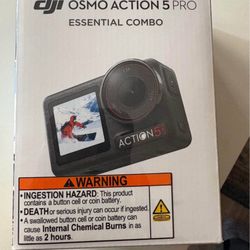 dji OSMO ACTION 5 PRO
ESSENTIAL COMBO
ACTION 5
WARNING
•INGESTION HAZARD: This product
contains a button cell or coin battery.
•DEATH or serious injury can occur if ingested.
•A swallowed button cell or coin battery can
cause Internal Chemical Burns in as
little as 2 hours.